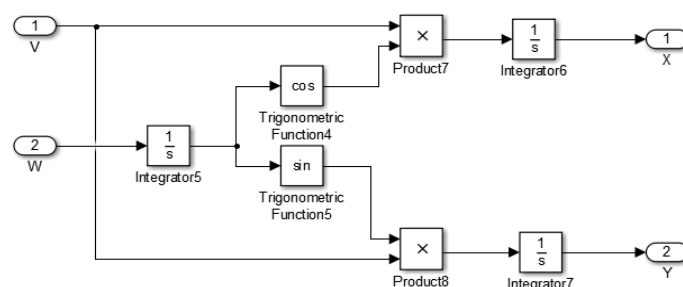 1
V
×
Product7
1
s
Integrator6
1
X
cos
Trigonometric
Function4
2
W
1
s
Integrator5
sin
Trigonometric
Function5
×
Product8
1
s
Integrator7
2
Y